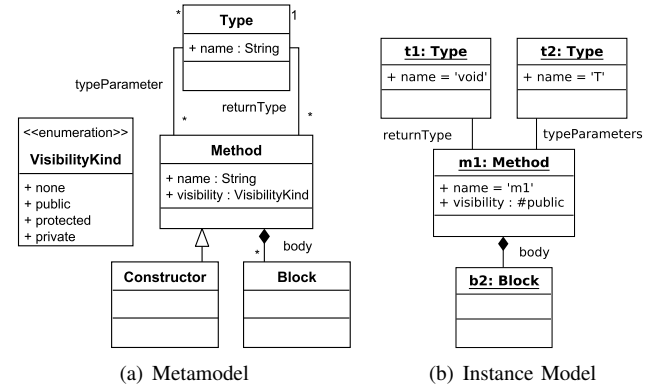 *
1
Type
+ name : String
typeParameter
returnType
*
*
<<enumeration>>
VisibilityKind
+ none
+ public
+ protected
+ private
Method
+ name : String
+ visibility : VisibilityKind
body
*
Constructor
Block
(a) Metamodel
t1: Type
+ name = 'void'
t2: Type
+ name = 'T'
returnType
typeParameters
m1: Method
+ name = 'm1'
+ visibility : #public
body
b2: Block
(b) Instance Model